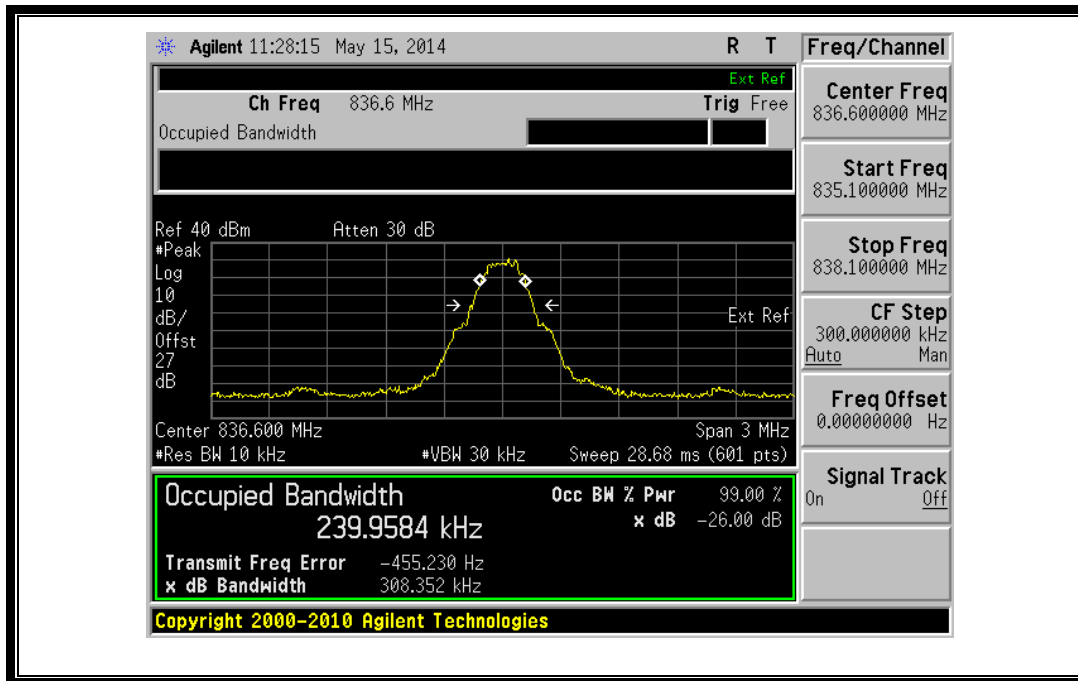 Agilent 11:28:15 May 15, 2014 R T
Freq/Channel
Ext Ref
Ch Freq 836.6 MHz Trig Free
Occupied Bandwidth
Center Freq
836.600000 MHz
Start Freq
835.100000 MHz
Stop Freq
838.100000 MHz
CF Step
300.000000 kHz
Auto Man
Freq Offset
0.00000000 Hz
Signal Track
On Off
Ref 40 dBm Atten 30 dB
#Peak
Log
10
dB/
Offst
27
dB
Ext Ref
Center 836.600 MHz Span 3 MHz
#Res BW 10 kHz #VBW 30 kHz Sweep 28.68 ms (601 pts)
Occupied Bandwidth Occ BW % Pwr 99.00 %
239.9584 kHz x dB -26.00 dB
Transmit Freq Error -455.230 Hz
x dB Bandwidth 308.352 kHz
Copyright 2000-2010 Agilent Technologies